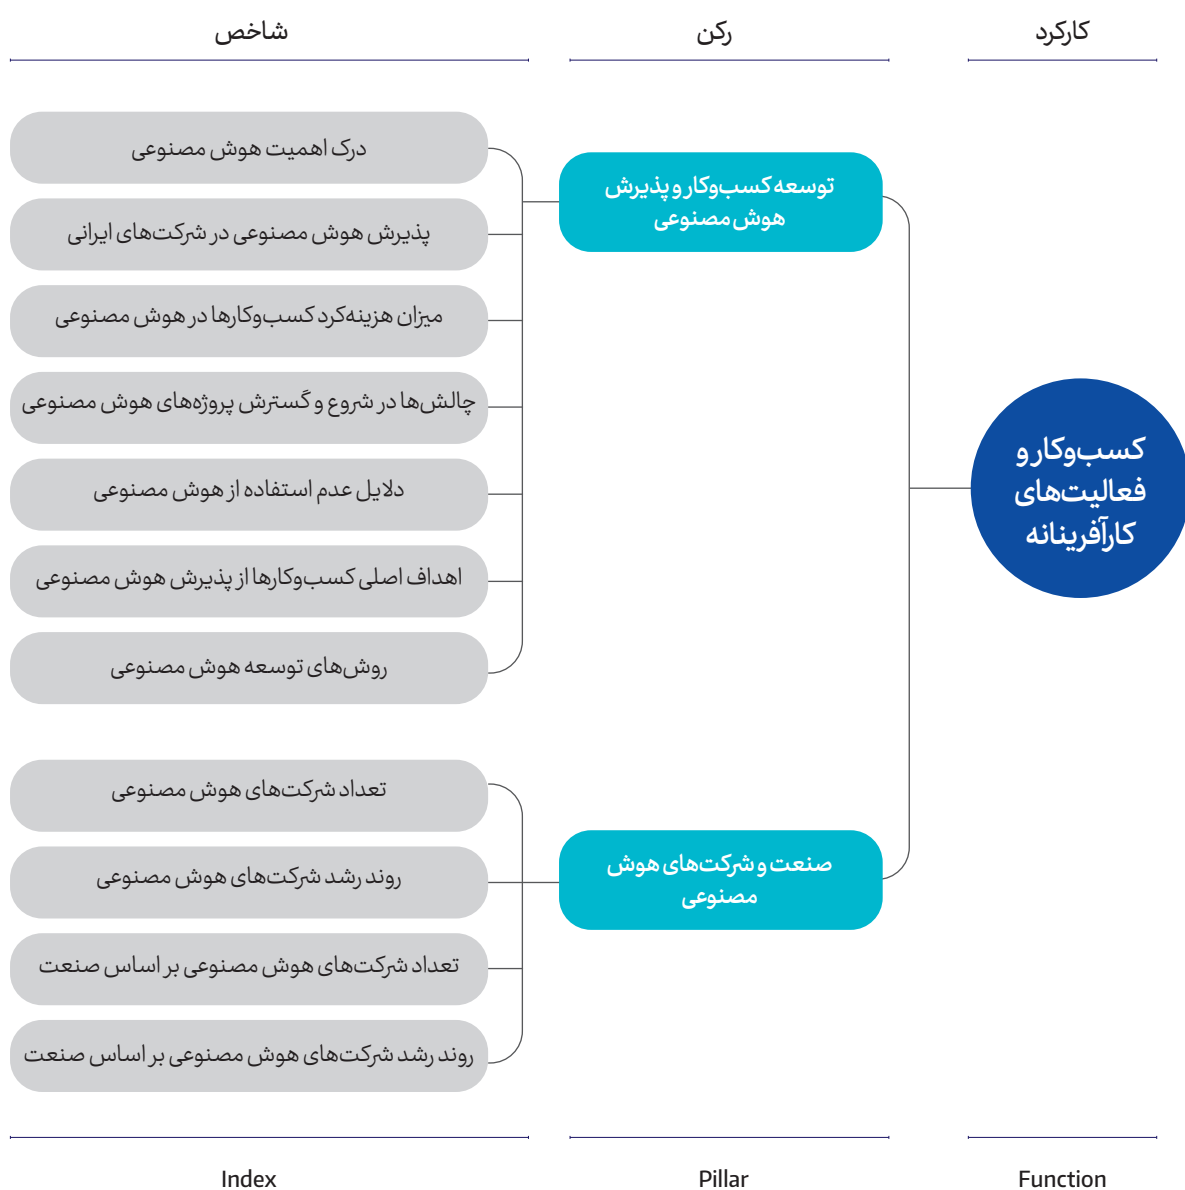 کارکرد
رکن
شاخص
کسب‌وکار و
فعالیت‌های
کارآفرینانه
توسعه کسب‌وکار و پذیرش
هوش مصنوعی
درک اهمیت هوش مصنوعی
پذیرش هوش مصنوعی در شرکت‌های ایرانی
میزان هزینه‌کرد کسب‌وکارها در هوش مصنوعی
چالش‌ها در شروع و گسترش پروژه‌های هوش مصنوعی
دلایل عدم استفاده از هوش مصنوعی
اهداف اصلی کسب‌وکارها از پذیرش هوش مصنوعی
روش‌های توسعه هوش مصنوعی
صنعت و شرکت‌های هوش
مصنوعی
تعداد شرکت‌های هوش مصنوعی
روند رشد شرکت‌های هوش مصنوعی
تعداد شرکت‌های هوش مصنوعی بر اساس صنعت
روند رشد شرکت‌های هوش مصنوعی بر اساس صنعت
Function
Pillar
Index